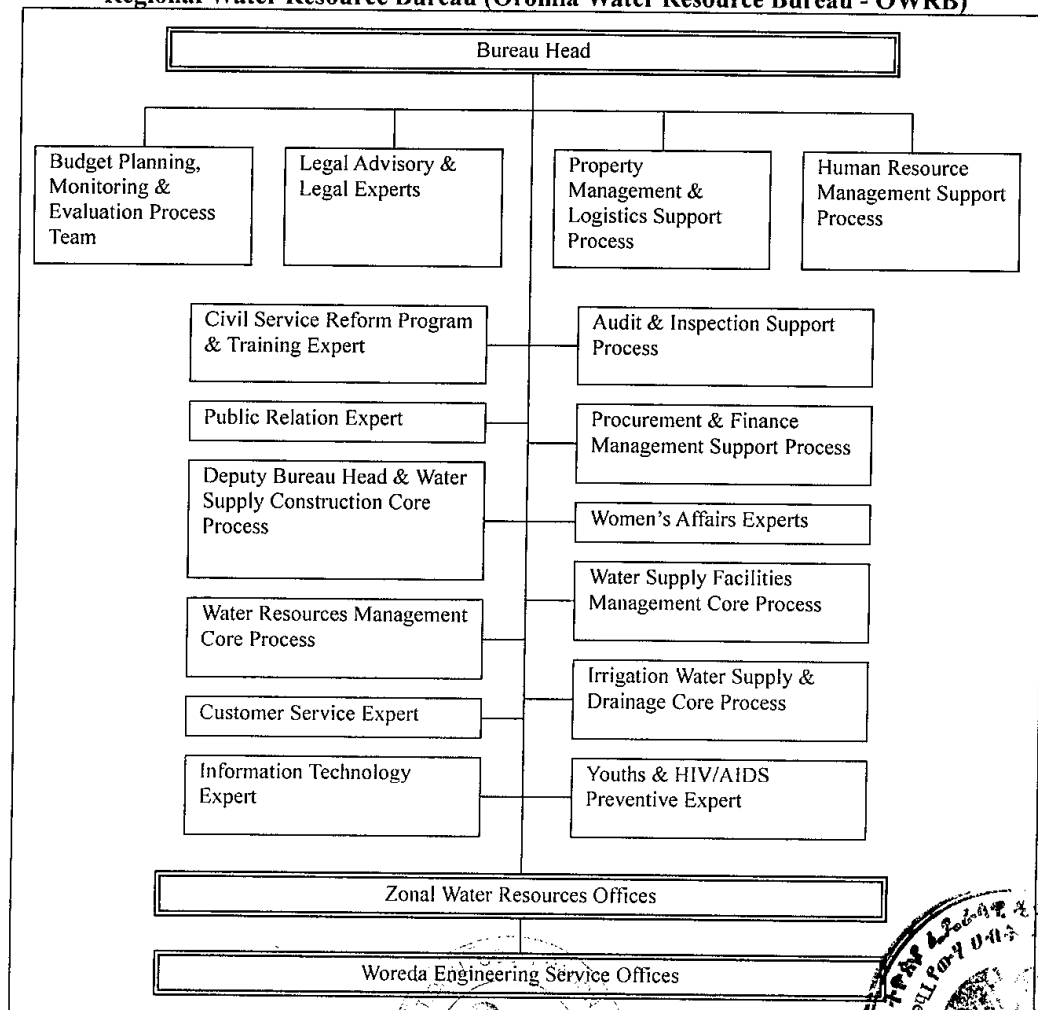 Regional Water Resource Bureau (Oromia Water Resource Bureau - OWRB)
Bureau Head
Budget Planning,
Monitoring &
Evaluation Process
Team
Legal Advisory &
Legal Experts
Property
Management &
Logistics Support
Process
Human Resource
Management Support
Process
Civil Service Reform Program
& Training Expert
Audit & Inspection Support
Process
Public Relation Expert
Procurement & Finance
Management Support Process
Deputy Bureau Head & Water
Supply Construction Core
Process
Women's Affairs Experts
Water Supply Facilities
Management Core Process
Water Resources Management
Core Process
Irrigation Water Supply &
Drainage Core Process
Customer Service Expert
Information Technology
Expert
Youths & HIV/AIDS
Preventive Expert
Zonal Water Resources Offices
Woreda Engineering Service Offices
የውሃ ሀብት
The